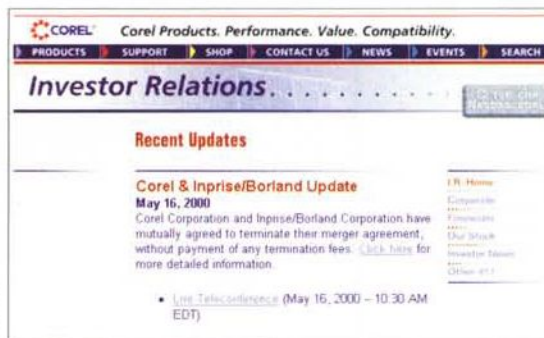 COREL Corel Products. Performance. Value. Compatibility.
PRODUCTS SUPPORT SHOP CONTACT US NEWS EVENTS SEARCH
Investor Relations. . . . . . . . . . .
Recent Updates
Corel & Inprise/Borland Update
May 16, 2000
Corel Corporation and Inprise/Borland Corporation have
mutually agreed to terminate their merger agreement,
without payment of any termination fees. Click here for
more detailed information.
• Live Teleconference (May 16, 2000 – 10:30 AM
EDT)
I.R. Home
Corporate
Financials
Our Stock
Investor News
Other 411